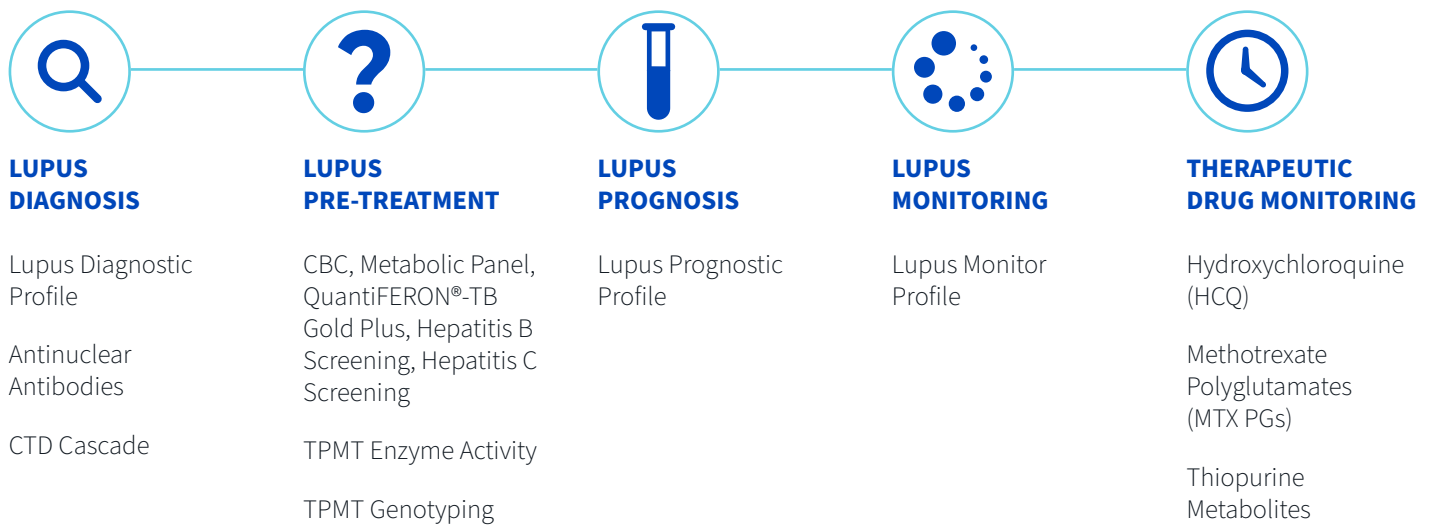 LUPUS
DIAGNOSIS
Lupus Diagnostic
Profile
Antinuclear
Antibodies
CTD Cascade
LUPUS
PRE-TREATMENT
CBC, Metabolic Panel,
QuantiFERON®-TB
Gold Plus, Hepatitis B
Screening, Hepatitis C
Screening
TPMT Enzyme Activity
TPMT Genotyping
LUPUS
PROGNOSIS
Lupus Prognostic
Profile
LUPUS
MONITORING
Lupus Monitor
Profile
THERAPEUTIC
DRUG MONITORING
Hydroxychloroquine
(HCQ)
Methotrexate
Polyglutamates
(MTX PGs)
Thiopurine
Metabolites